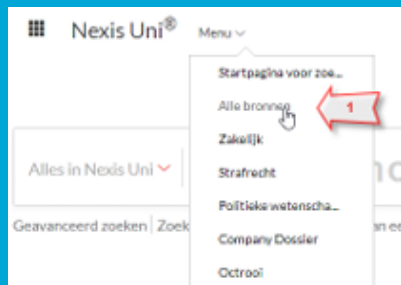 Nexis Uni® Menu
Startpagina voor zoe...
Alle bronnen
1
Zakelijk
Alles in Nexis Uni
Strafrecht
Politieke wetenscha...
Geavanceerd zoeken | Zoek
Company Dossier
Octrooi